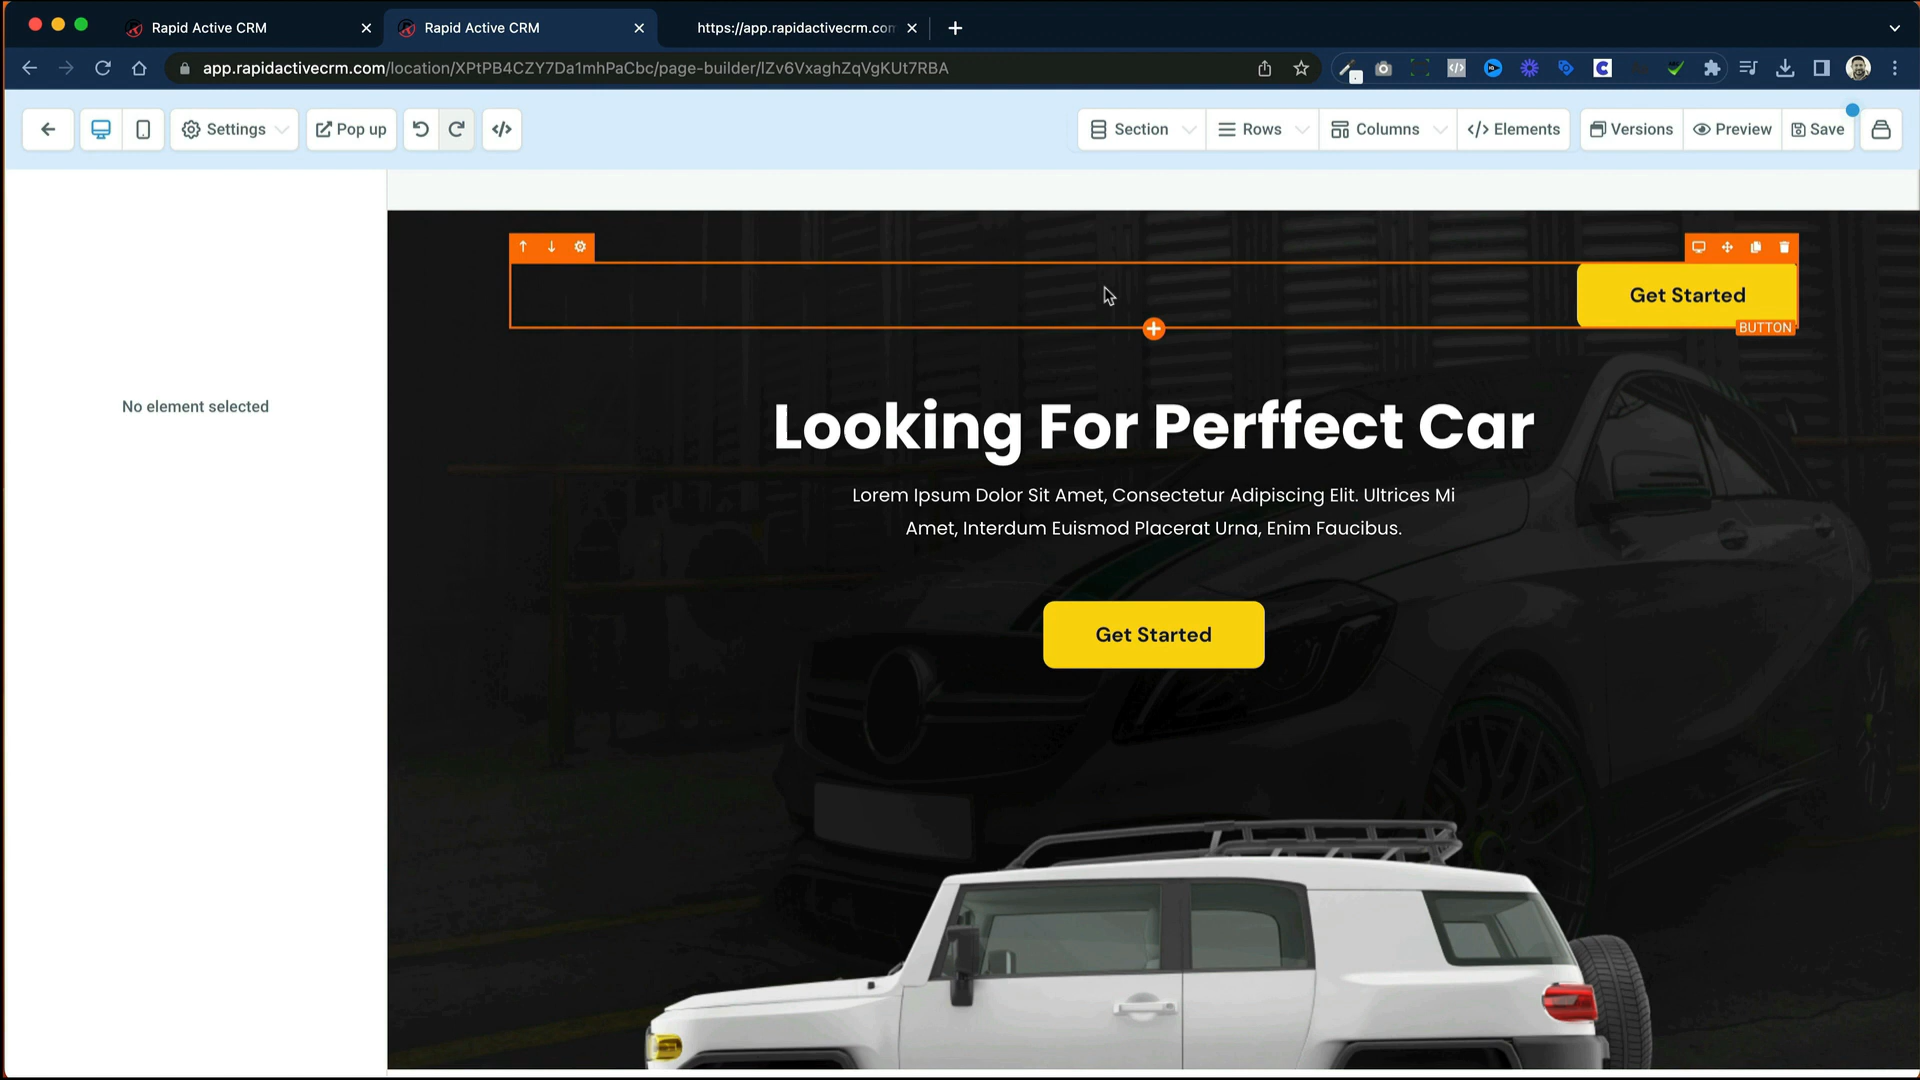 Rapid Active CRM
Rapid Active CRM
https://app.rapidactivecrm.com
app.rapidactivecrm.com/location/XPtPB4CZY7Da1mhPaCbc/page-builder/lZv6VxaghZqVgKUt7RBA
Settings
Pop up
Section
Rows
Columns
Elements
Versions
Preview
Save
No element selected
Get Started
BUTTON
Looking For Perffect Car
Lorem Ipsum Dolor Sit Amet, Consectetur Adipiscing Elit. Ultrices Mi
Amet, Interdum Euismod Placerat Urna, Enim Faucibus.
Get Started